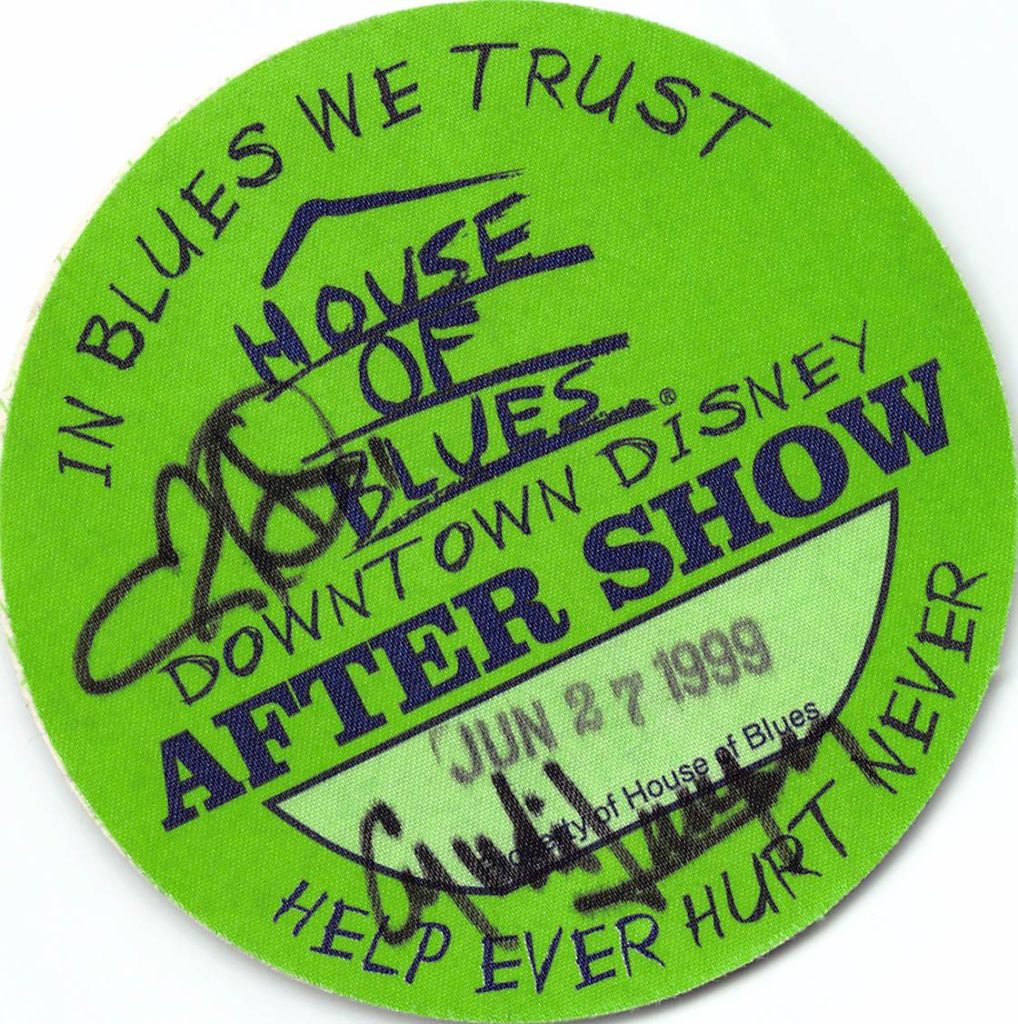 IN BLUES WE TRUST
HOUSE
OF
BLUES®
DOWNTOWN DISNEY
AFTER SHOW
JUN 27 1999
Property of House of Blues
HELP EVER HURT NEVER